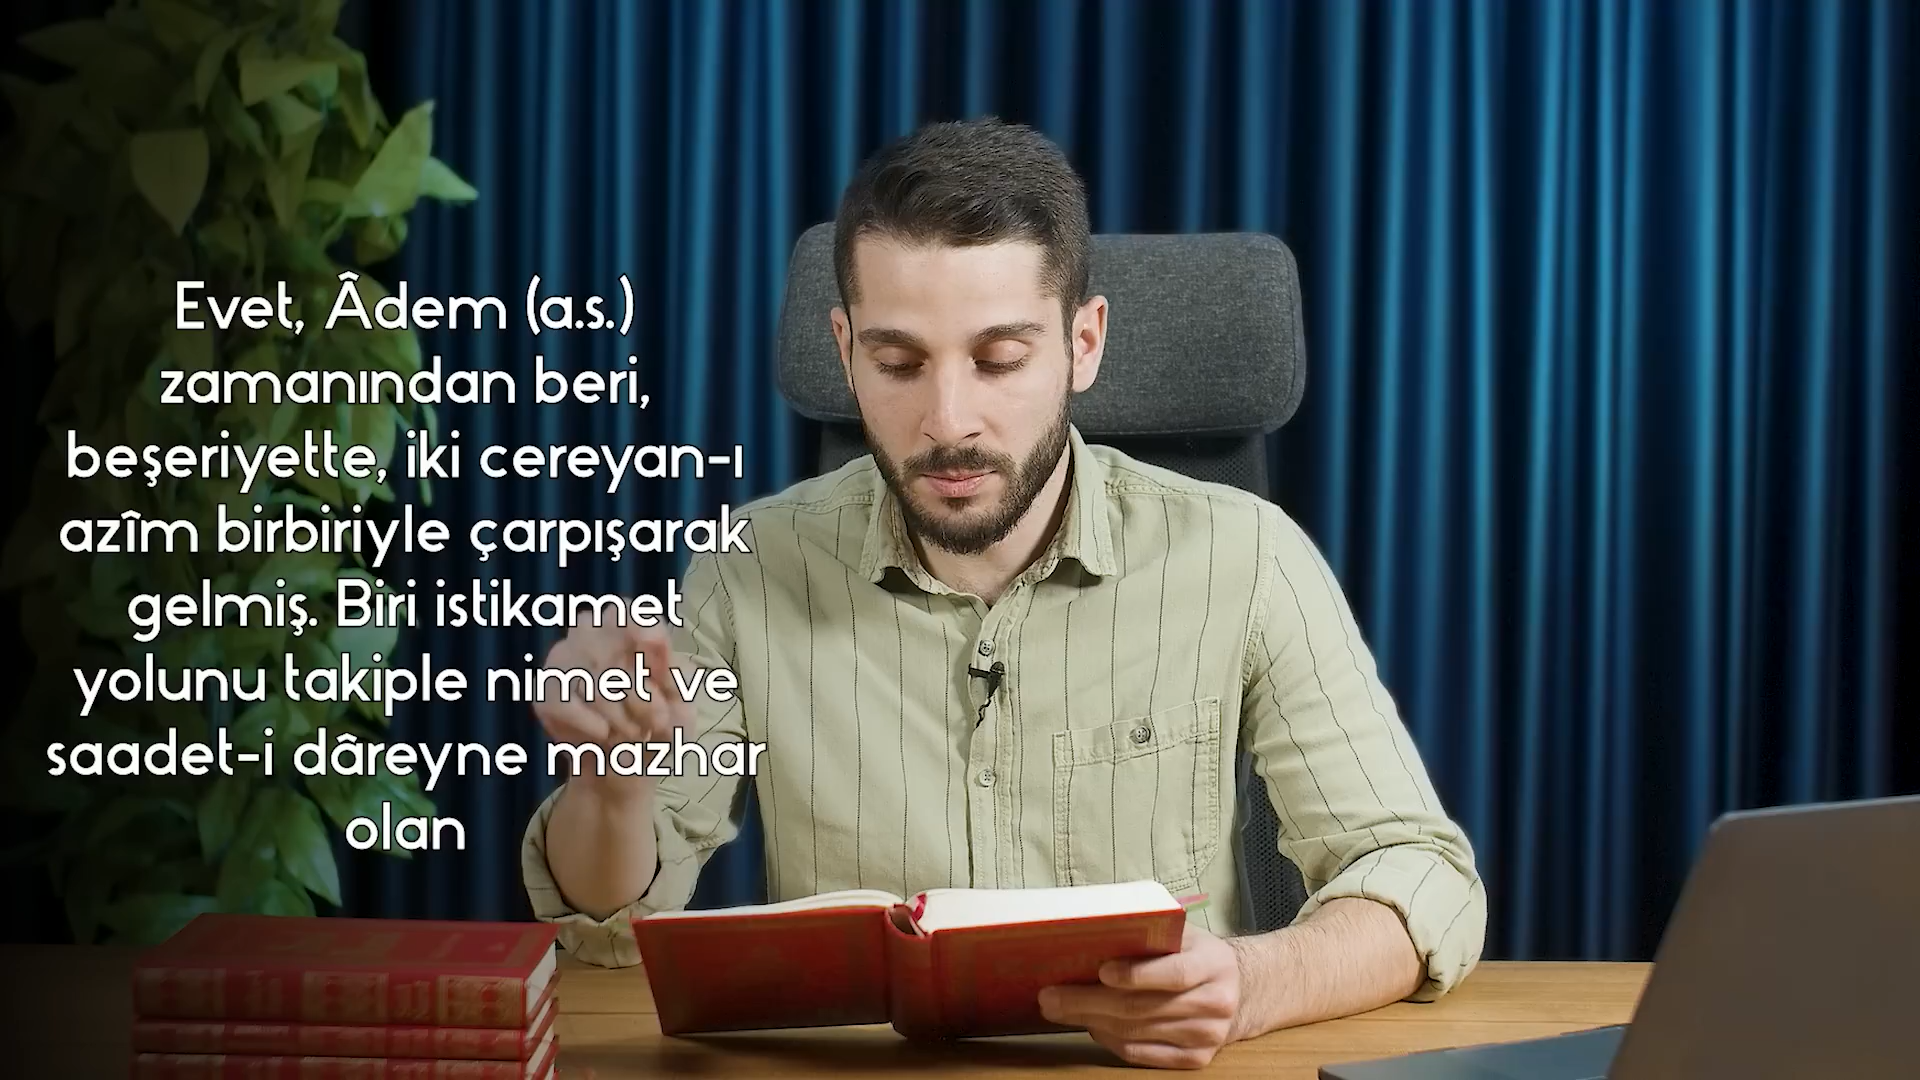 Evet, Âdem (a.s.)
zamanından beri,
beşeriyette, iki cereyan-ı
azîm birbiriyle çarpışarak
gelmiş. Biri istikamet
yolunu takiple nimet ve
saadet-i dâreyne mazhar
olan